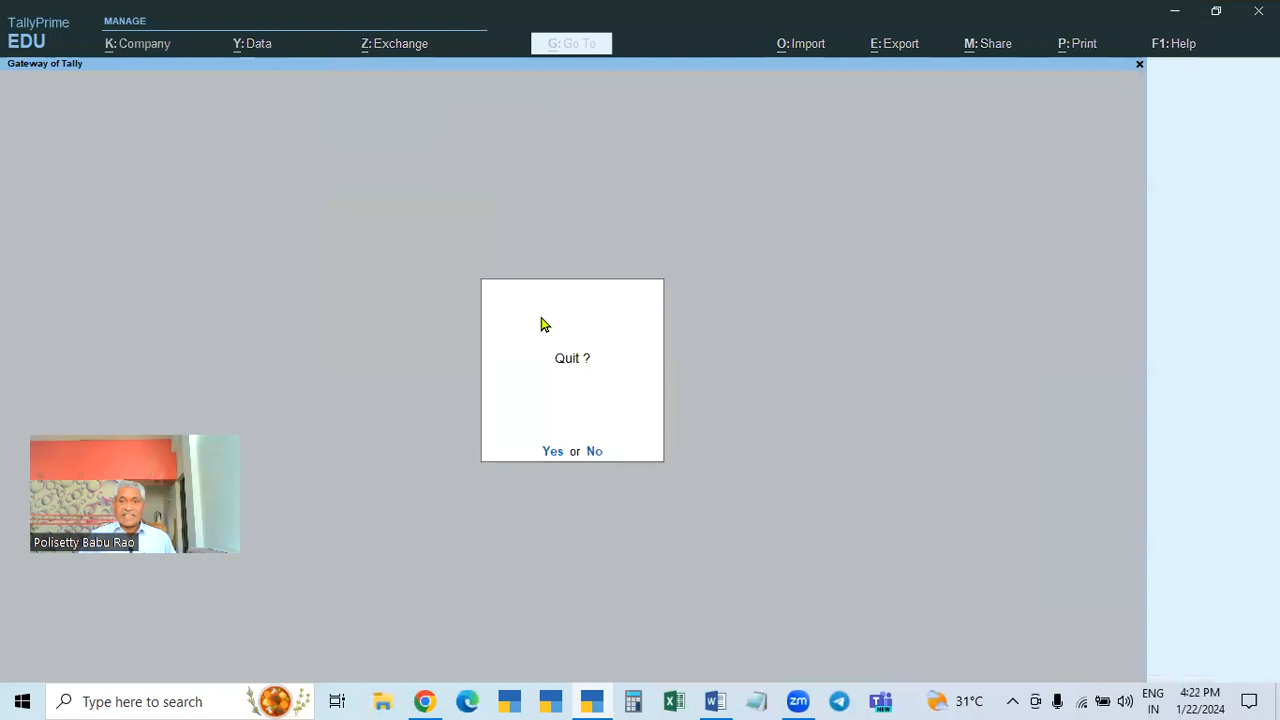 TallyPrime
EDU
MANAGE
K: Company
Y: Data
Z: Exchange
G: Go To
O: Import
E: Export
M: Share
P: Print
F1: Help
Gateway of Tally
Quit ?
Yes or No
Polisetty Babu Rao
Type here to search
NEW
31°C
ENG
IN
4:22 PM
1/22/2024